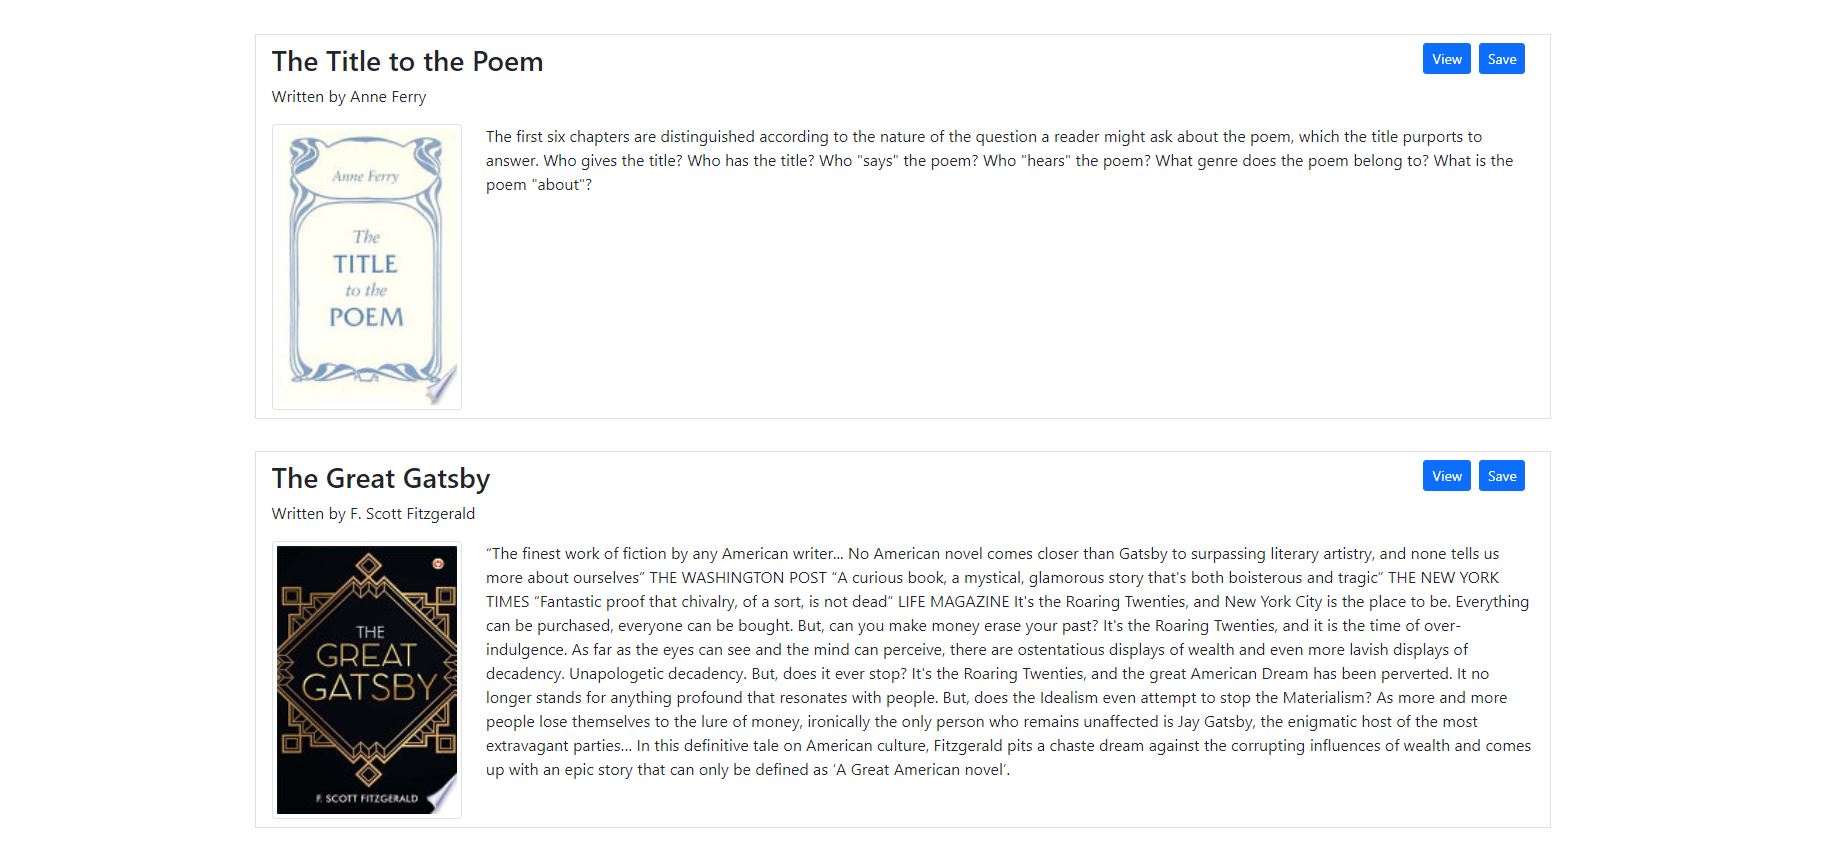 The Title to the Poem
View
Save
Written by Anne Ferry
Anne Ferry
The
TITLE
to the
POEM
The first six chapters are distinguished according to the nature of the question a reader might ask about the poem, which the title purports to
answer. Who gives the title? Who has the title? Who "says" the poem? Who "hears" the poem? What genre does the poem belong to? What is the
poem "about"?
The Great Gatsby
View
Save
Written by F. Scott Fitzgerald
THE
GREAT
GATSBY
F. SCOTT FITZGERALD
“The finest work of fiction by any American writer... No American novel comes closer than Gatsby to surpassing literary artistry, and none tells us
more about ourselves” THE WASHINGTON POST “A curious book, a mystical, glamorous story that's both boisterous and tragic” THE NEW YORK
TIMES “Fantastic proof that chivalry, of a sort, is not dead” LIFE MAGAZINE It's the Roaring Twenties, and New York City is the place to be. Everything
can be purchased, everyone can be bought. But, can you make money erase your past? It's the Roaring Twenties, and it is the time of over-
indulgence. As far as the eyes can see and the mind can perceive, there are ostentatious displays of wealth and even more lavish displays of
decadency. Unapologetic decadency. But, does it ever stop? It's the Roaring Twenties, and the great American Dream has been perverted. It no
longer stands for anything profound that resonates with people. But, does the Idealism even attempt to stop the Materialism? As more and more
people lose themselves to the lure of money, ironically the only person who remains unaffected is Jay Gatsby, the enigmatic host of the most
extravagant parties... In this definitive tale on American culture, Fitzgerald pits a chaste dream against the corrupting influences of wealth and comes
up with an epic story that can only be defined as ‘A Great American novel’.